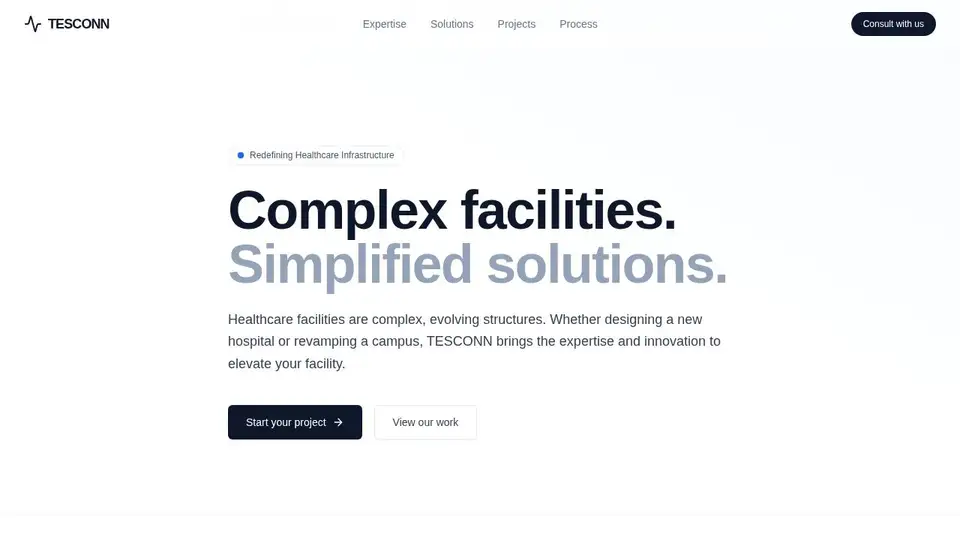 TESCONN
Expertise
Solutions
Projects
Process
Consult with us
Redefining Healthcare Infrastructure
Complex facilities.
Simplified solutions.
Healthcare facilities are complex, evolving structures. Whether designing a new
hospital or revamping a campus, TESCONN brings the expertise and innovation to
elevate your facility.
Start your project
View our work